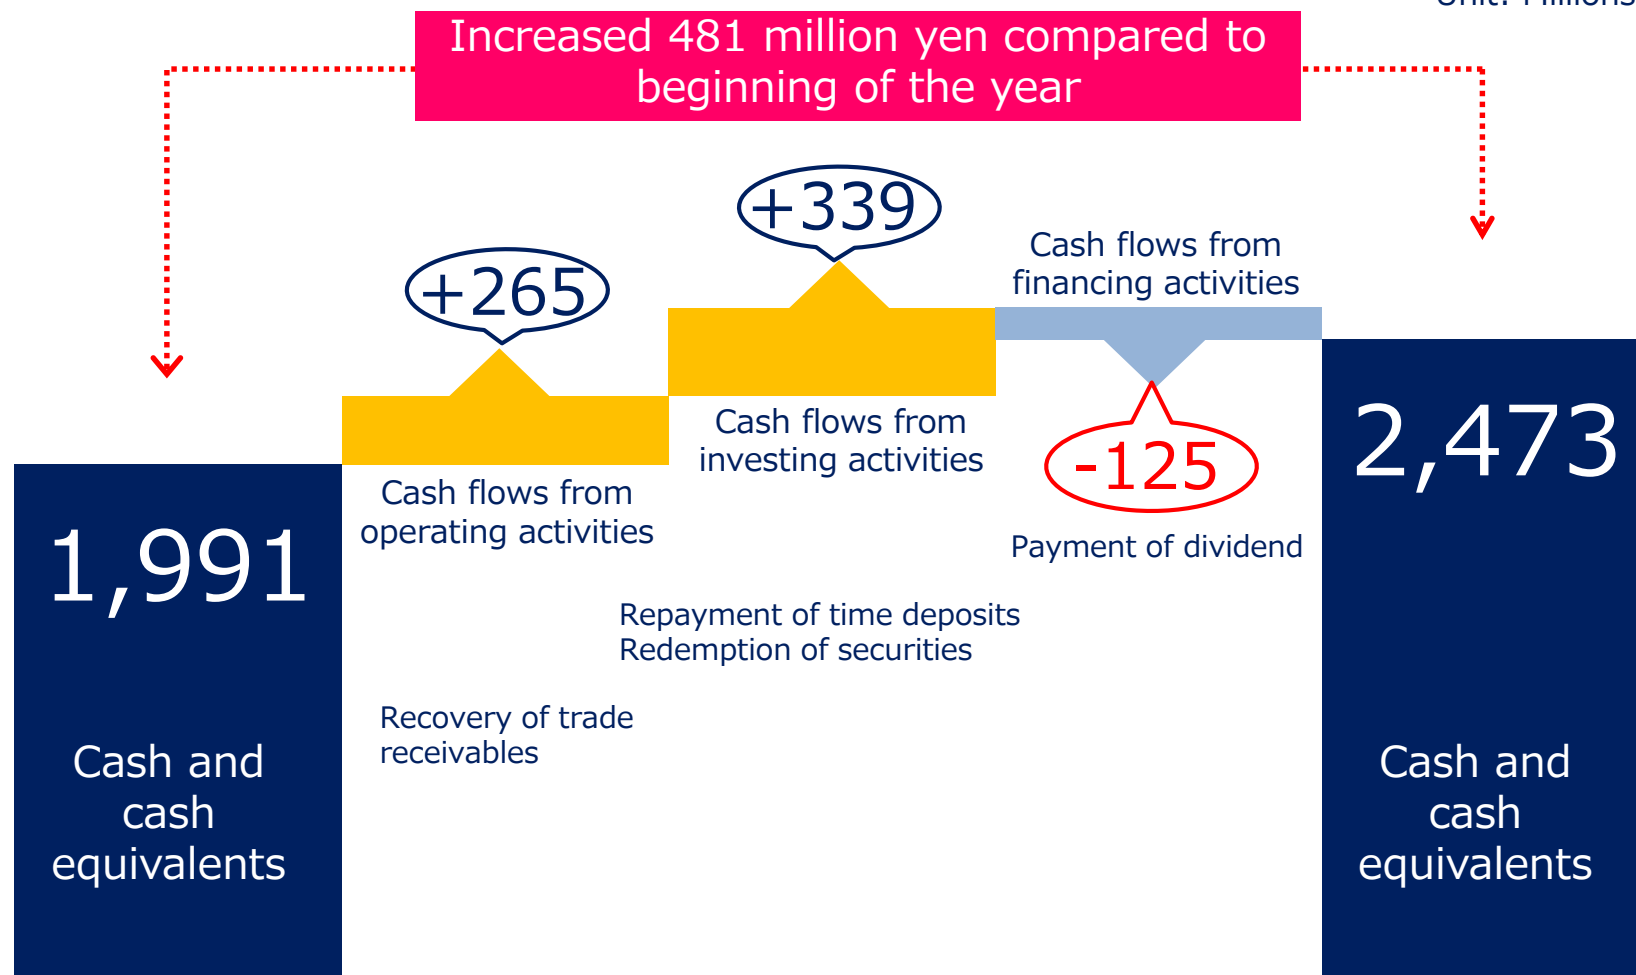 Unit: Millions
Increased 481 million yen compared to
beginning of the year
+339
+265
Cash flows from
financing activities
Cash flows from
investing activities
-125
2,473
Cash flows from
operating activities
1,991
Payment of dividend
Repayment of time deposits
Redemption of securities
Recovery of trade
receivables
Cash and
cash
equivalents
Cash and
cash
equivalents